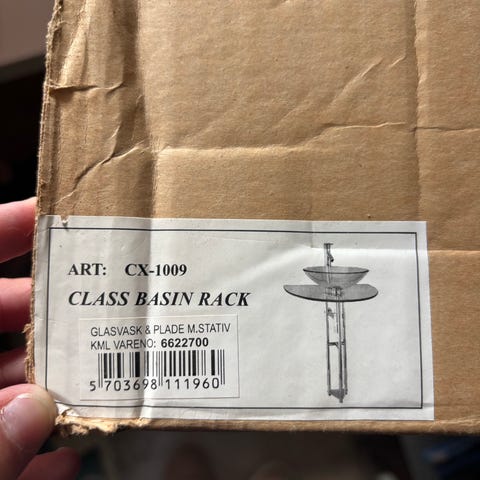 ART: CX-1009
CLASS BASIN RACK
GLASVASK & PLADE M.STATIV
KML VARENO: 6622700
5 703698 111960